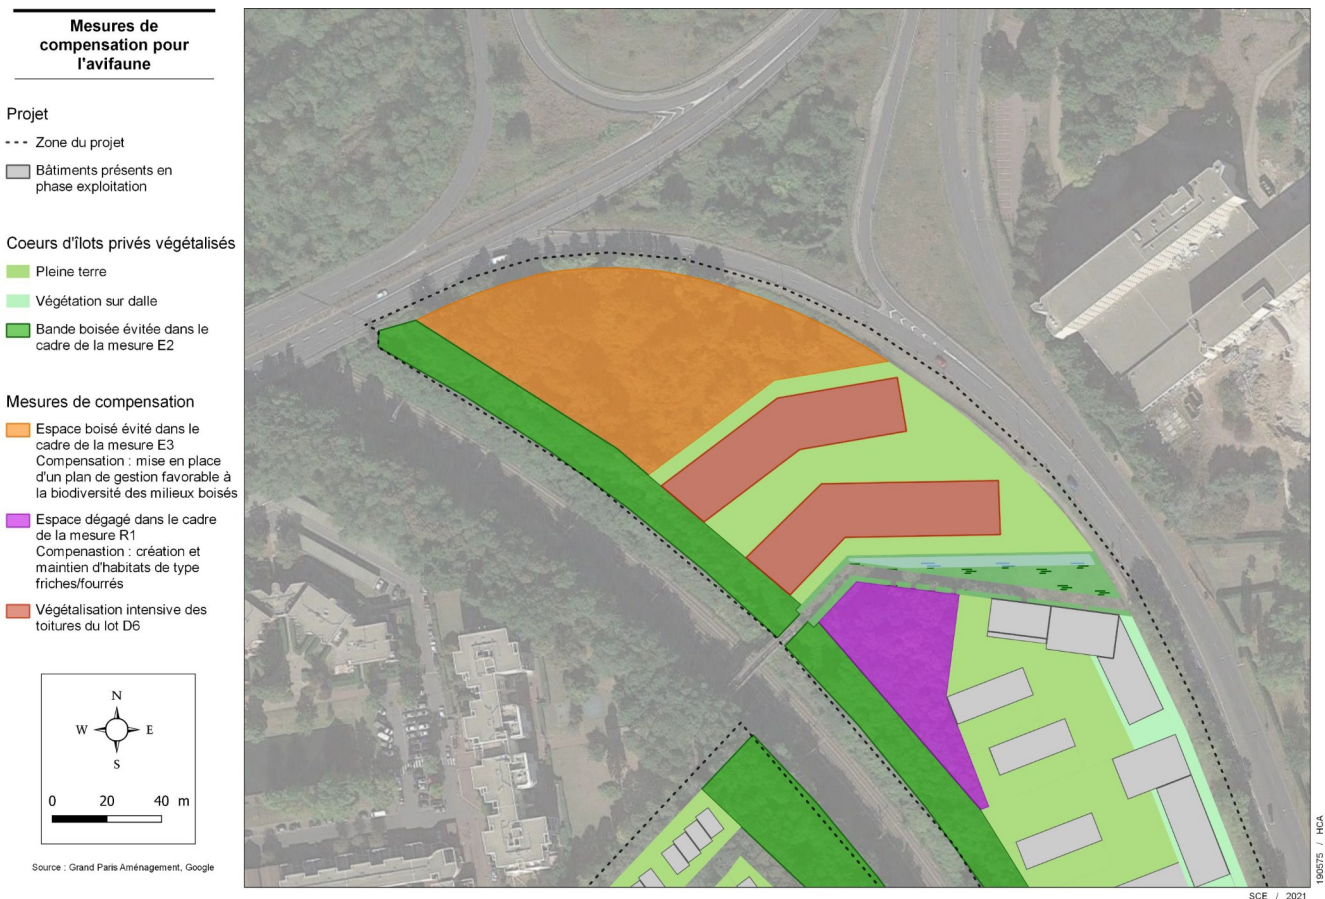 Mesures de
compensation pour
l'avifaune
Projet
Zone du projet
Bâtiments présents en
phase exploitation
Coeurs d'îlots privés végétalisés
Pleine terre
Végétation sur dalle
Bande boisée évitée dans le
cadre de la mesure E2
Mesures de compensation
Espace boisé évité dans le
cadre de la mesure E3
Compensation : mise en place
d'un plan de gestion favorable à
la biodiversité des milieux boisés
Espace dégagé dans le cadre
de la mesure R1
Compenastion : création et
maintien d'habitats de type
friches/fourrés
Végétalisation intensive des
toitures du lot D6
N
W E
S
0 20 40 m
Source : Grand Paris Aménagement, Google
190575 / HCA
SCE / 2021